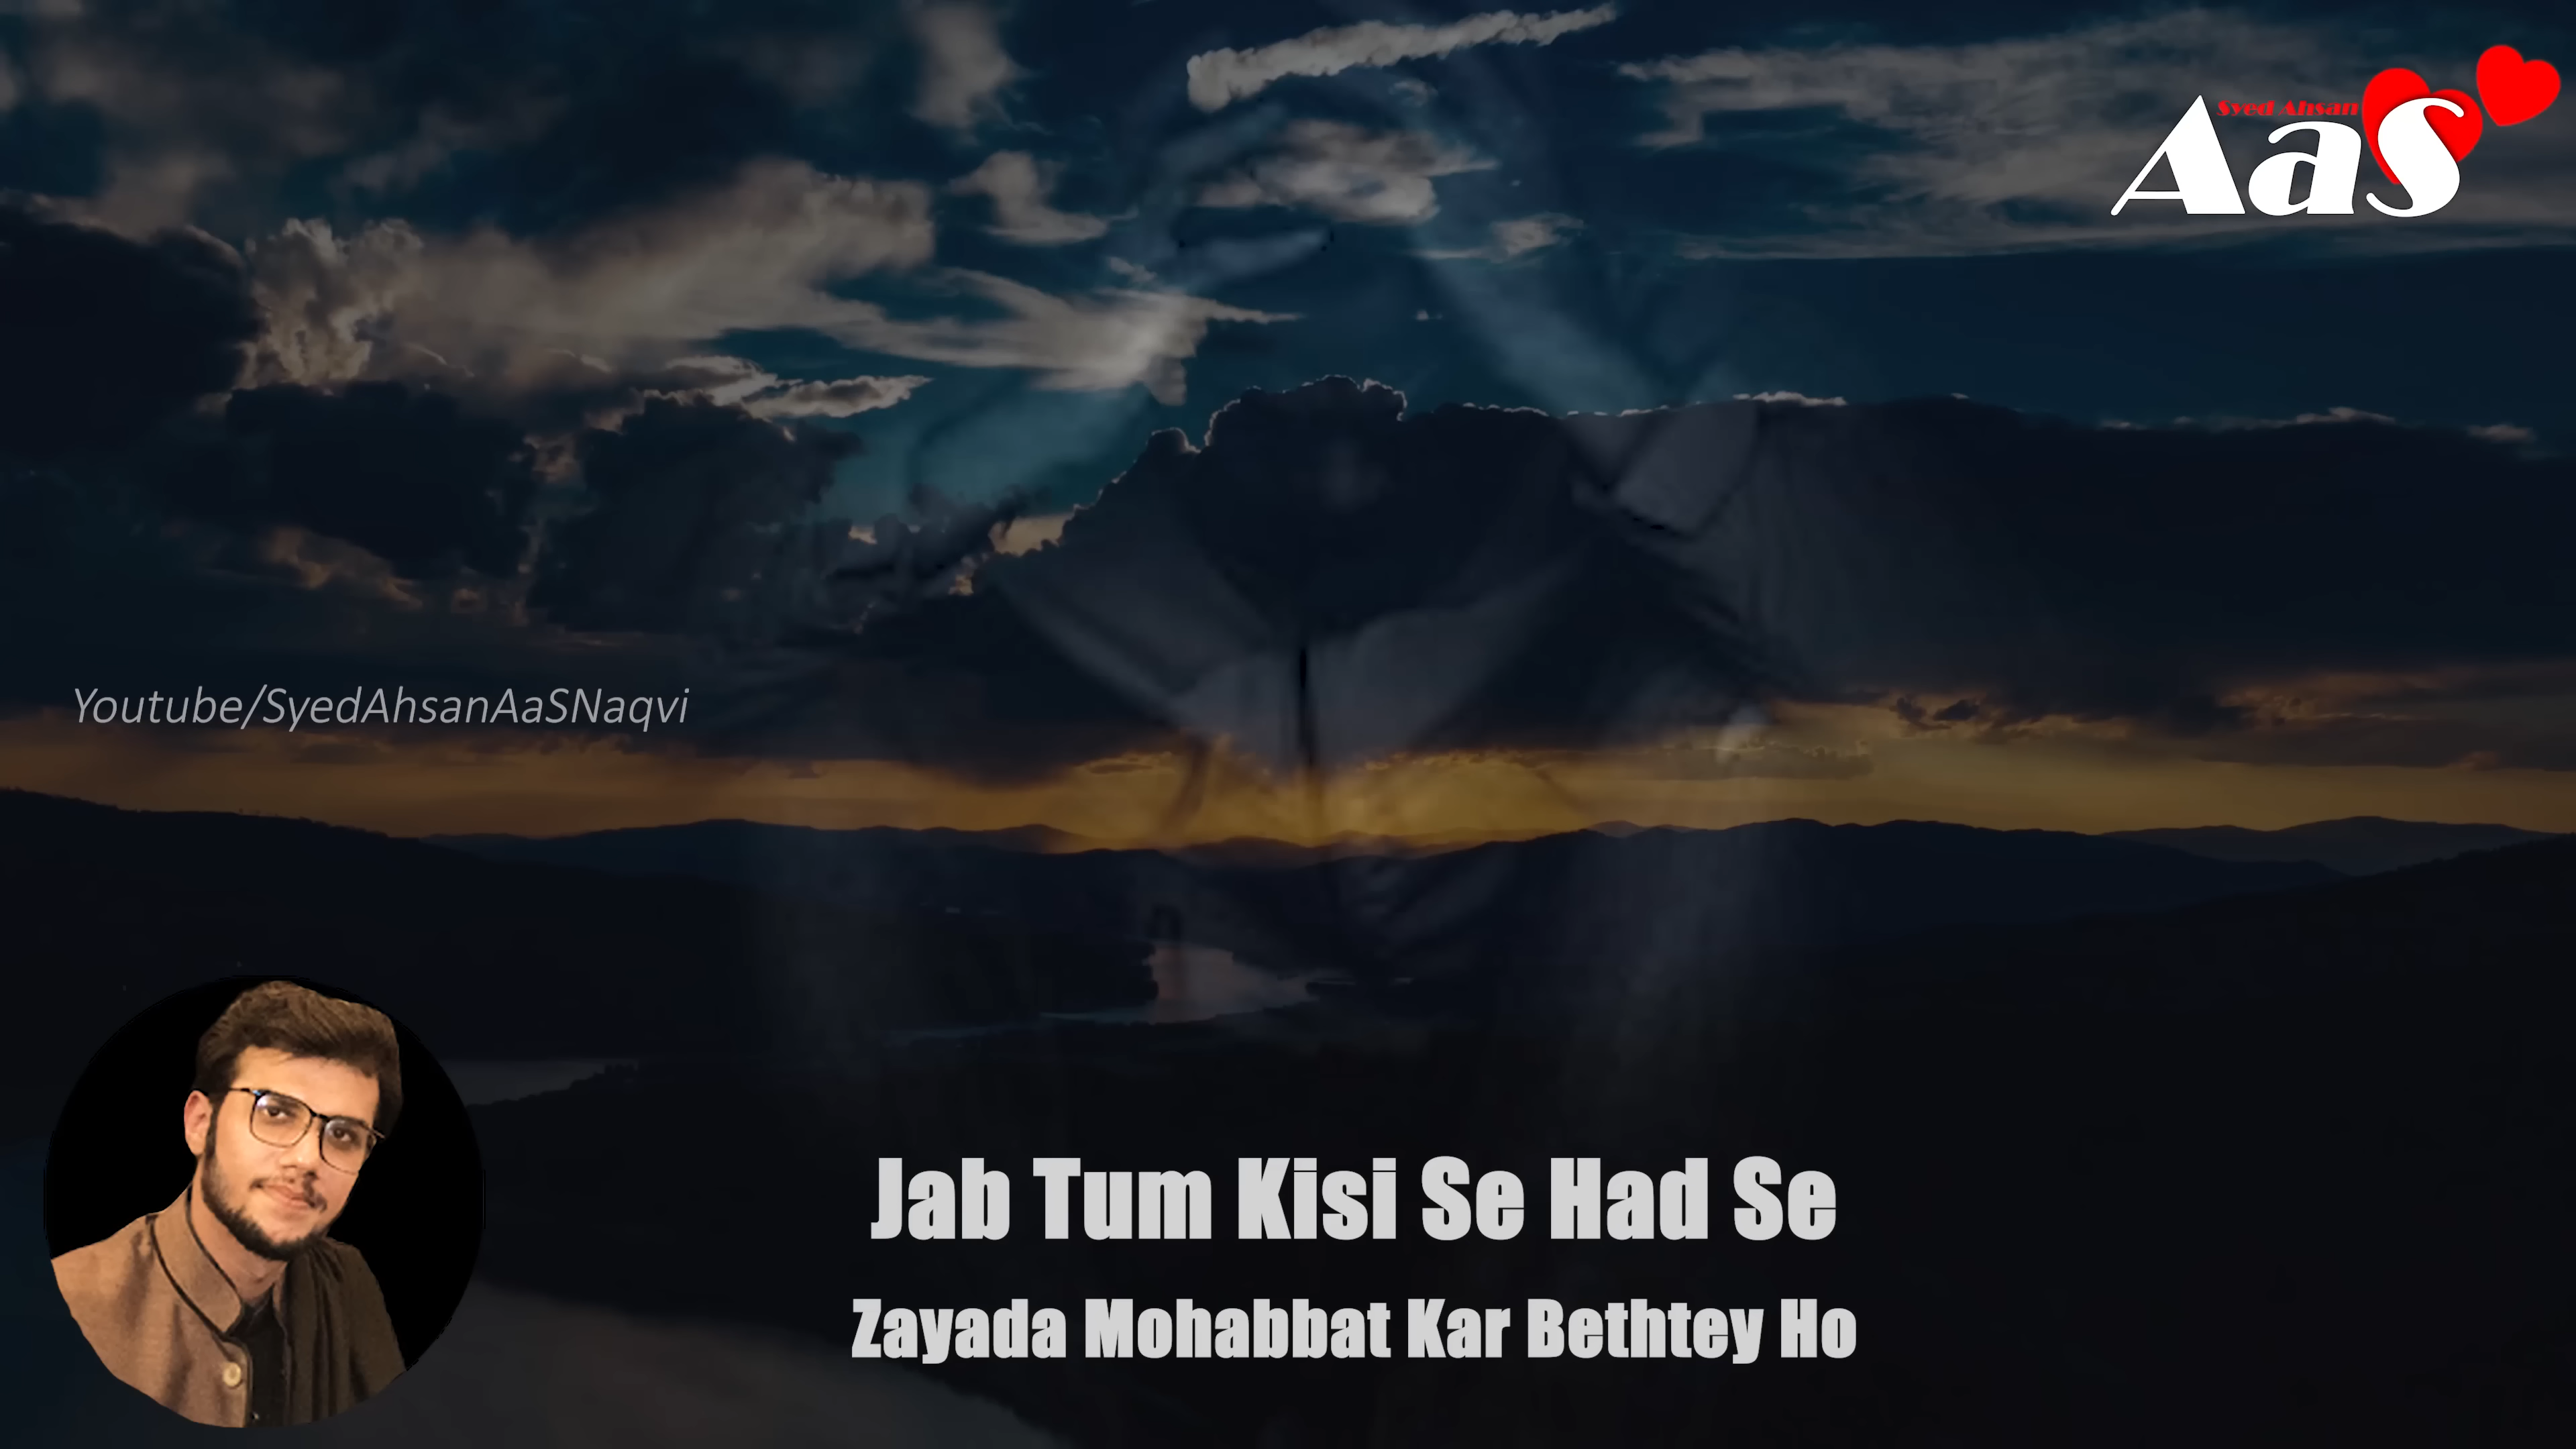 Syed Ahsan
AaS
Youtube/SyedAhsanAaSNaqvi
Jab Tum Kisi Se Had Se
Zayada Mohabbat Kar Bethtey Ho